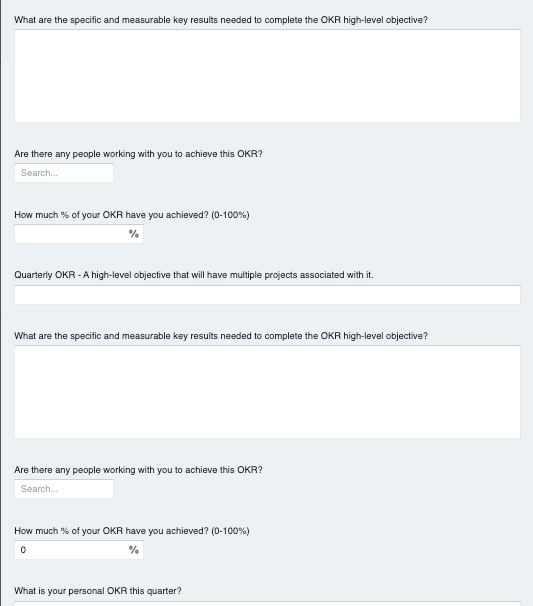 What are the specific and measurable key results needed to complete the OKR high-level objective?
Are there any people working with you to achieve this OKR?
Search...
How much % of your OKR have you achieved? (0-100%)
%
Quarterly OKR - A high-level objective that will have multiple projects associated with it.
What are the specific and measurable key results needed to complete the OKR high-level objective?
Are there any people working with you to achieve this OKR?
Search...
How much % of your OKR have you achieved? (0-100%)
0 %
What is your personal OKR this quarter?